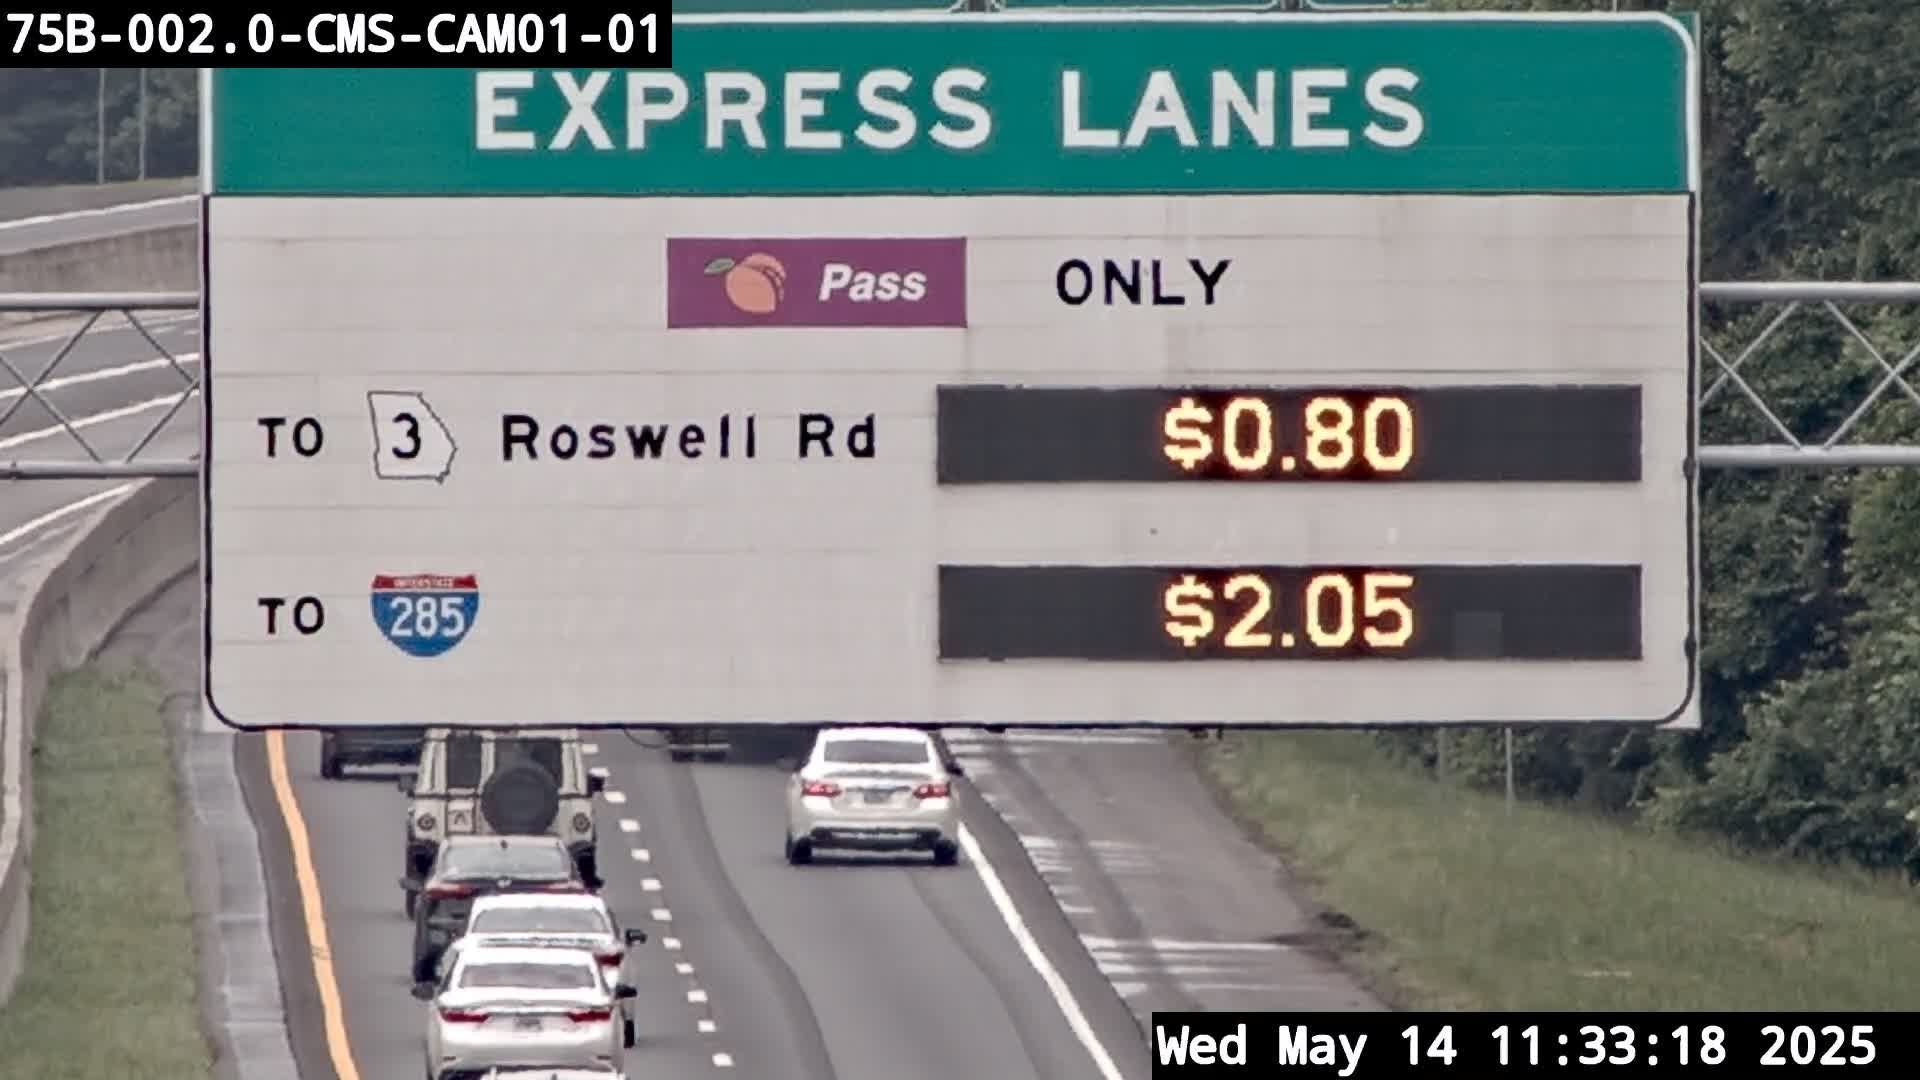 75B-002.0-CMS-CAM01-01
EXPRESS LANES
Pass ONLY
TO 3 Roswell Rd $0.80
TO INTERSTATE 285 $2.05
Wed May 14 11:33:18 2025